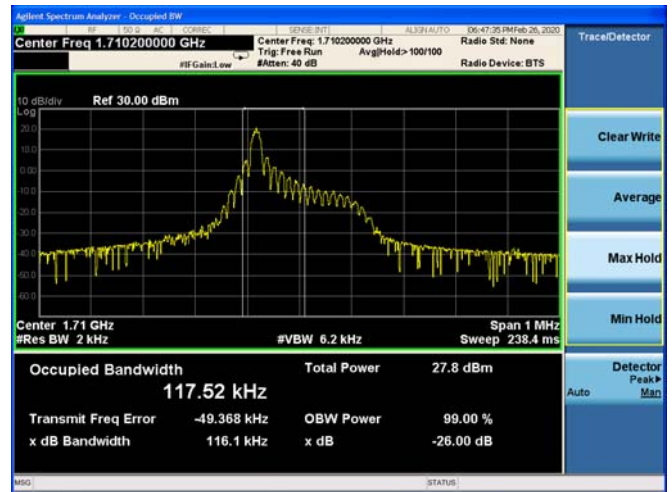 Agilent Spectrum Analyzer - Occupied BW
RF 50 Ω AC CORREC SENSE:INT ALIGN AUTO 06:47:35 PM Feb 26, 2020
Center Freq 1.710200000 GHz
Center Freq: 1.710200000 GHz
Radio Std: None
Trig: Free Run Avg|Hold:> 100/100
#IFGain:Low
#Atten: 40 dB
Radio Device: BTS
Trace/Detector
10 dB/div Ref 30.00 dBm
Log
20.0
10.0
0.00
-10.0
-20.0
-30.0
-40.0
-50.0
-60.0
Clear Write
Average
Max Hold
Min Hold
Center 1.71 GHz
Span 1 MHz
#Res BW 2 kHz
#VBW 6.2 kHz
Sweep 238.4 ms
Occupied Bandwidth
Total Power 27.8 dBm
117.52 kHz
Transmit Freq Error -49.368 kHz OBW Power 99.00 %
x dB Bandwidth 116.1 kHz x dB -26.00 dB
Detector
Peak▶
Auto Man
MSG
STATUS